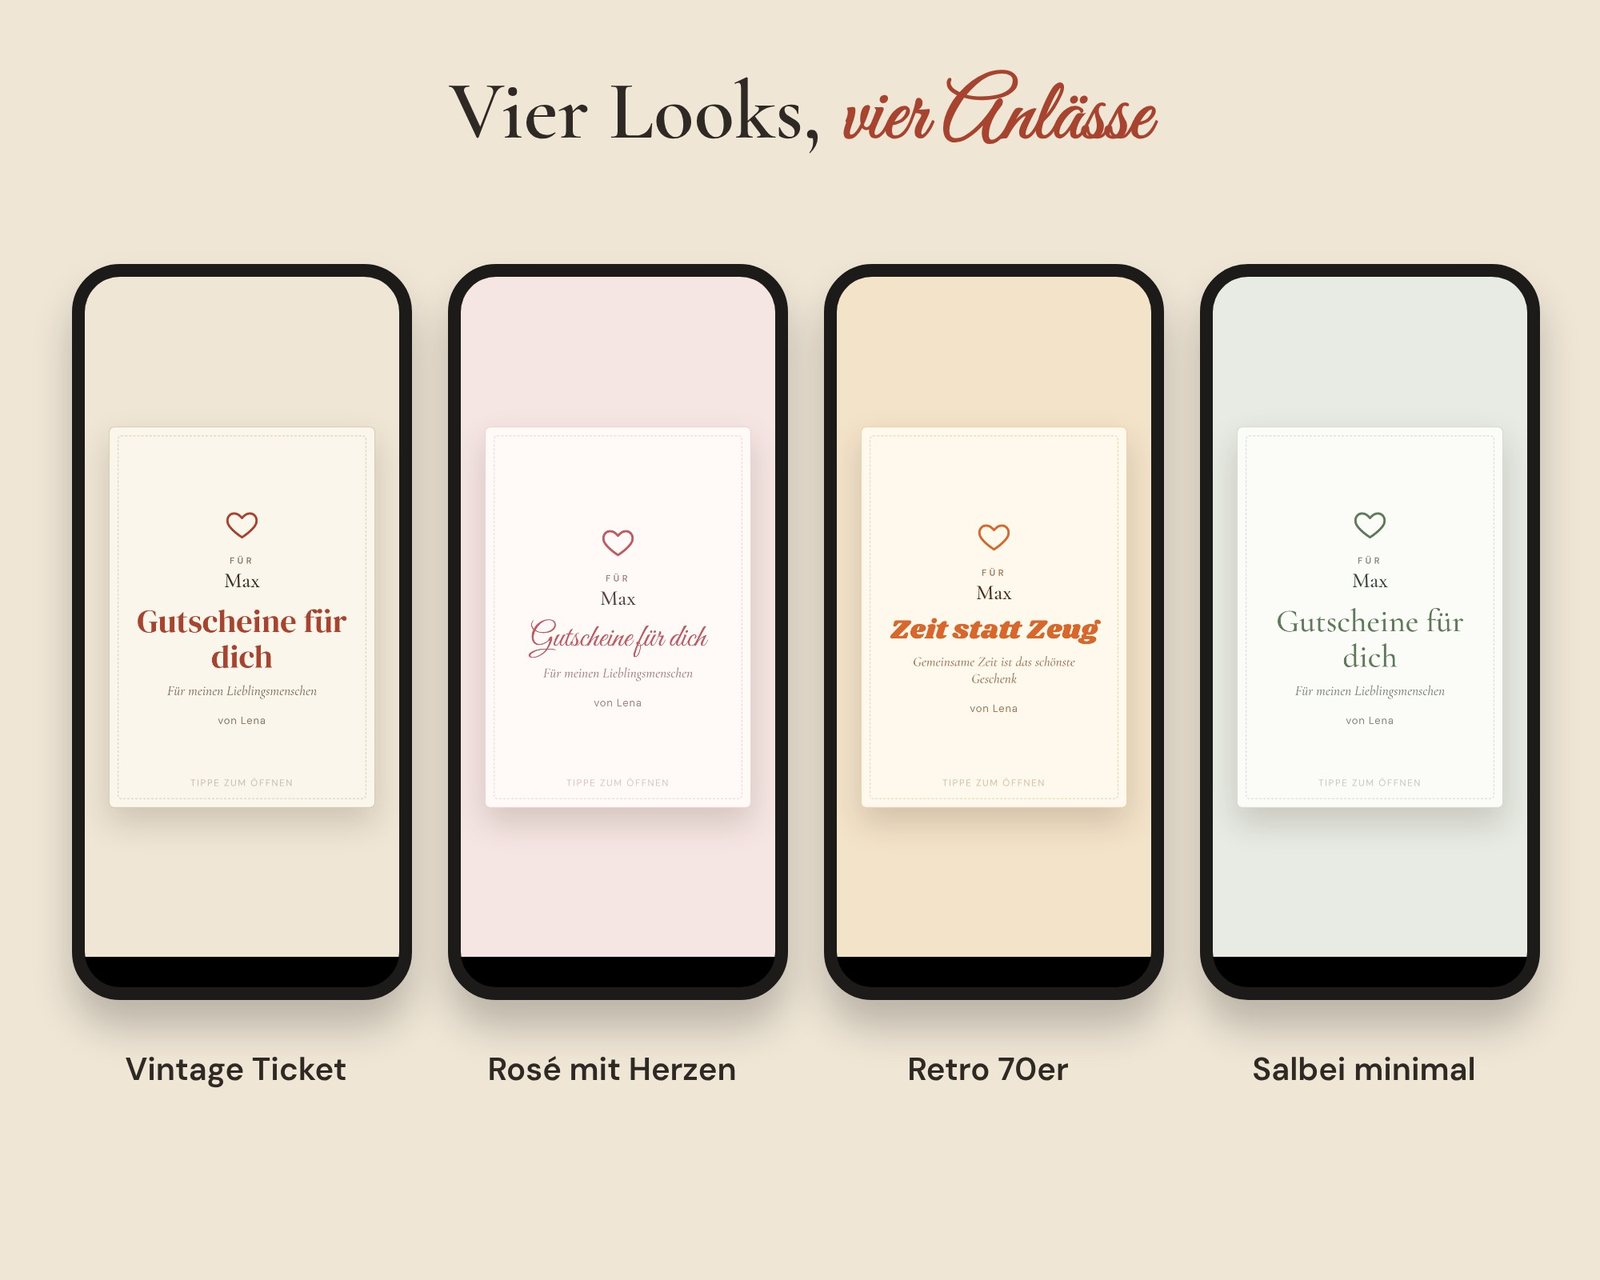 Vier Looks, vier Anlässe
FÜR
Max
Gutscheine für
dich
Für meinen Lieblingsmenschen
von Lena
TIPPE ZUM ÖFFNEN
Vintage Ticket
FÜR
Max
Gutscheine für dich
Für meinen Lieblingsmenschen
von Lena
TIPPE ZUM ÖFFNEN
Rosé mit Herzen
FÜR
Max
Zeit statt Zeug
Gemeinsame Zeit ist das schönste
Geschenk
von Lena
TIPPE ZUM ÖFFNEN
Retro 70er
FÜR
Max
Gutscheine für
dich
Für meinen Lieblingsmenschen
von Lena
TIPPE ZUM ÖFFNEN
Salbei minimal